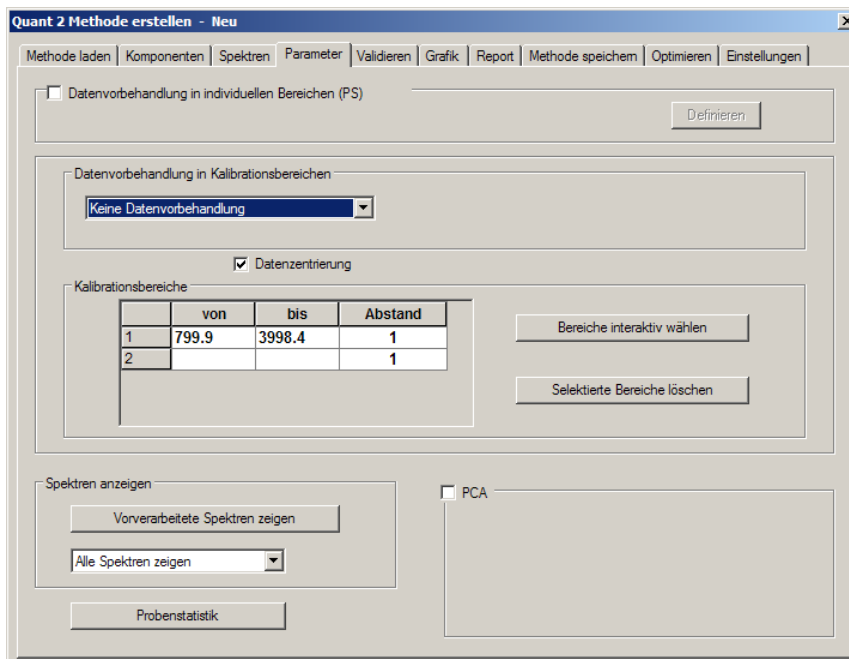 Quant 2 Methode erstellen - Neu
Methode laden Komponenten Spektren Parameter Validieren Grafik Report Methode speichern Optimieren Einstellungen
Datenvorbehandlung in individuellen Bereichen (PS)
Definieren
Datenvorbehandlung in Kalibrationsbereichen
Keine Datenvorbehandlung
Datenzentrierung
Kalibrationsbereiche
von bis Abstand
1 799.9 3998.4 1
2 1
Bereiche interaktiv wählen
Selektierte Bereiche löschen
Spektren anzeigen
Vorverarbeitete Spektren zeigen
Alle Spektren zeigen
Probenstatistik
PCA